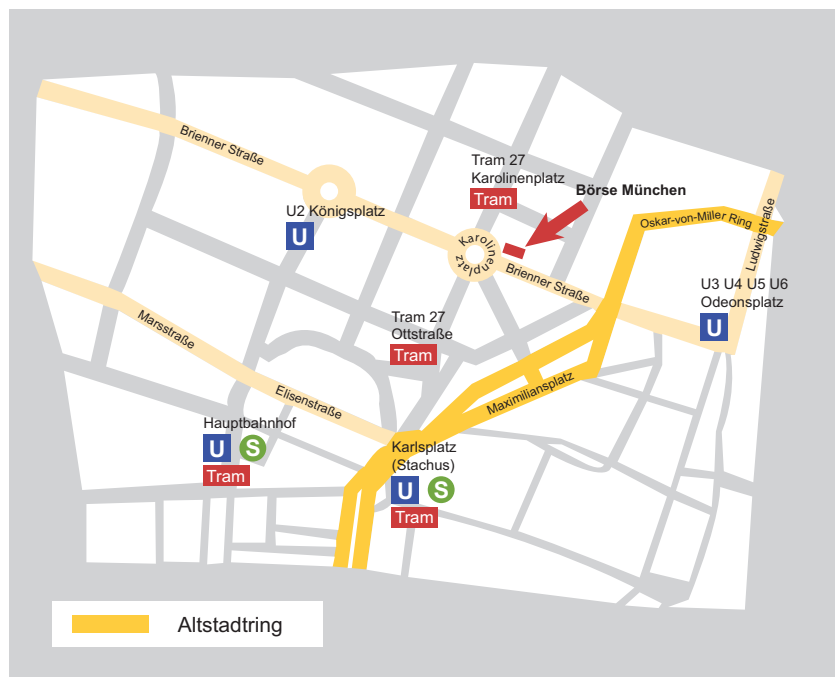 Brienner Straße
Tram 27
Karolinenplatz
Tram
Börse München
U2 Königsplatz
U
Karolinenplatz
Oskar-von-Miller Ring
Ludwigstraße
Brienner Straße
U3 U4 U5 U6
Odeonsplatz
U
Marsstraße
Tram 27
Ottstraße
Tram
Maximiliansplatz
Elisenstraße
Hauptbahnhof
U S
Tram
Karlsplatz
(Stachus)
U S
Tram
Altstadtring